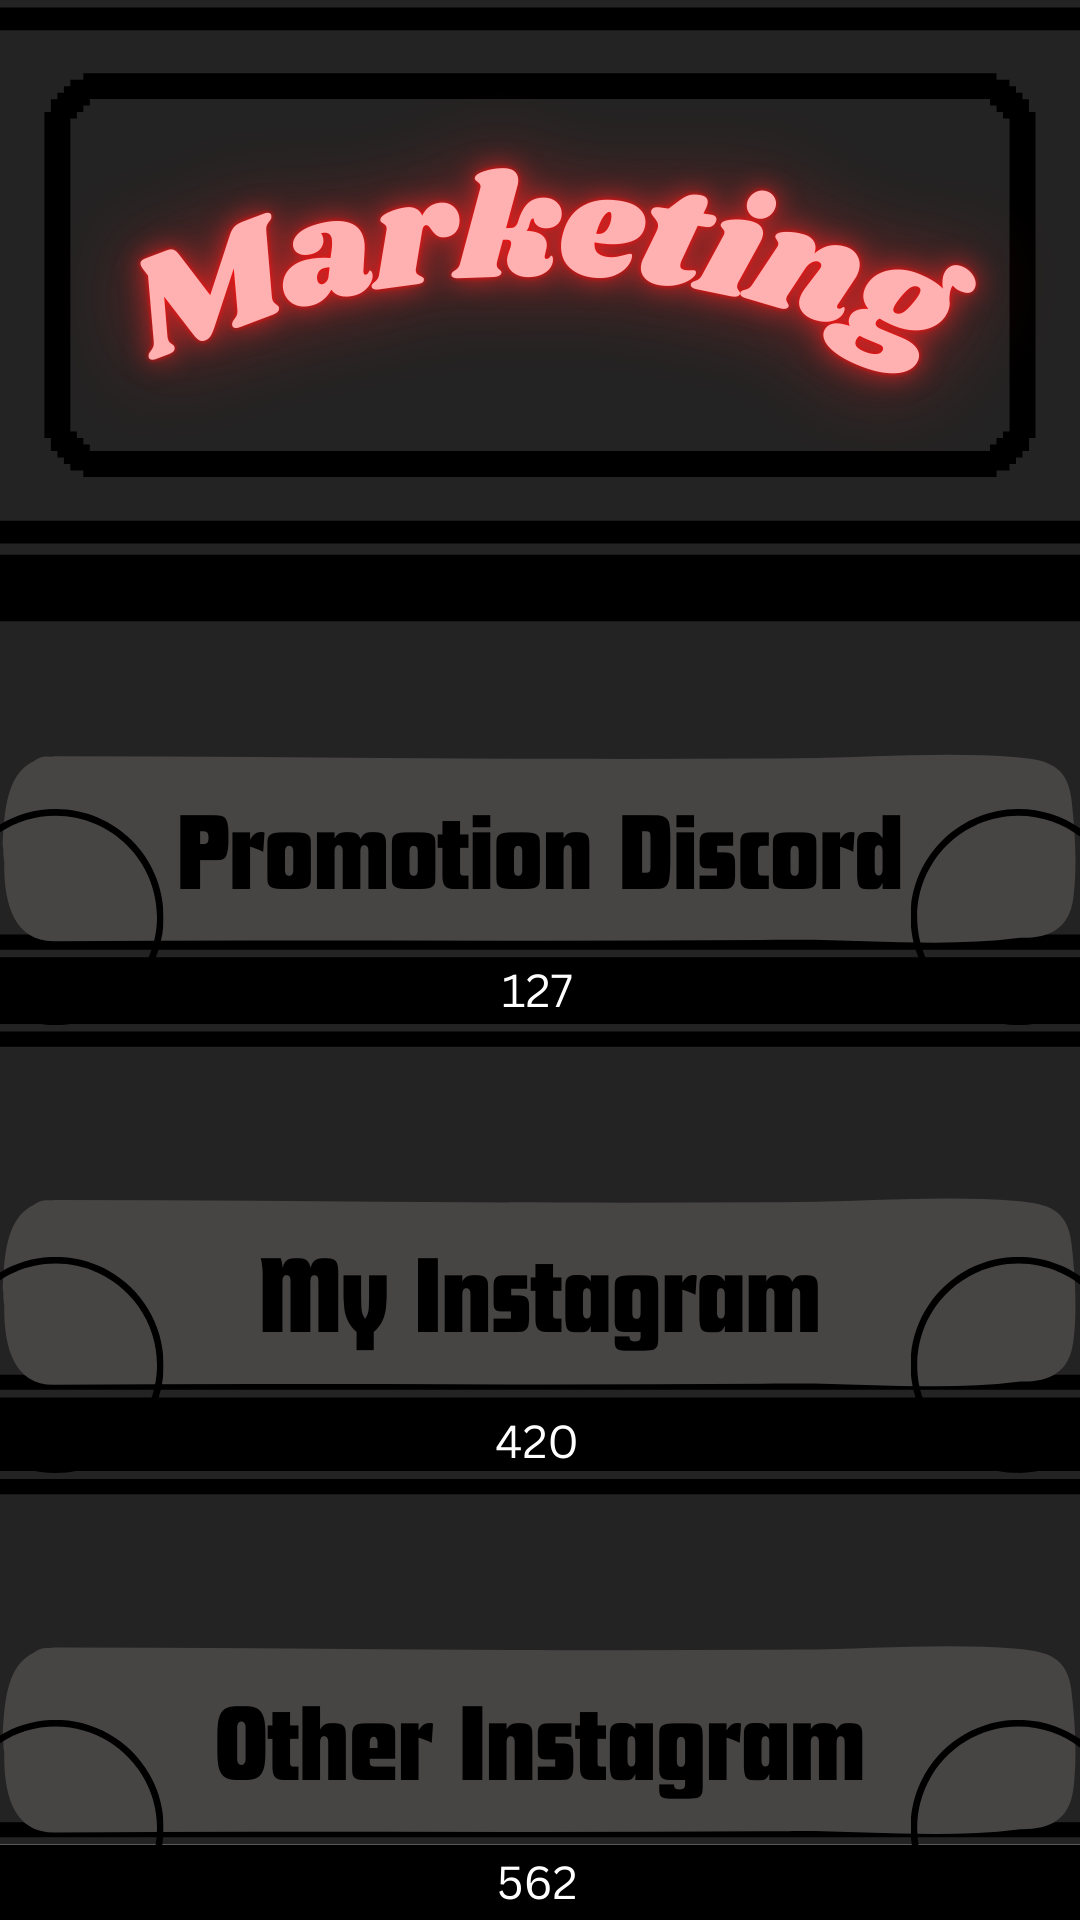 Marketing
Promotion Discord
127
My Instagram
420
Other Instagram
562